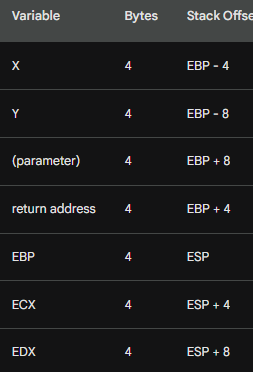 Variable Bytes Stack Offse
X 4 EBP - 4
Y 4 EBP - 8
(parameter) 4 EBP + 8
return address 4 EBP + 4
EBP 4 ESP
ECX 4 ESP + 4
EDX 4 ESP + 8